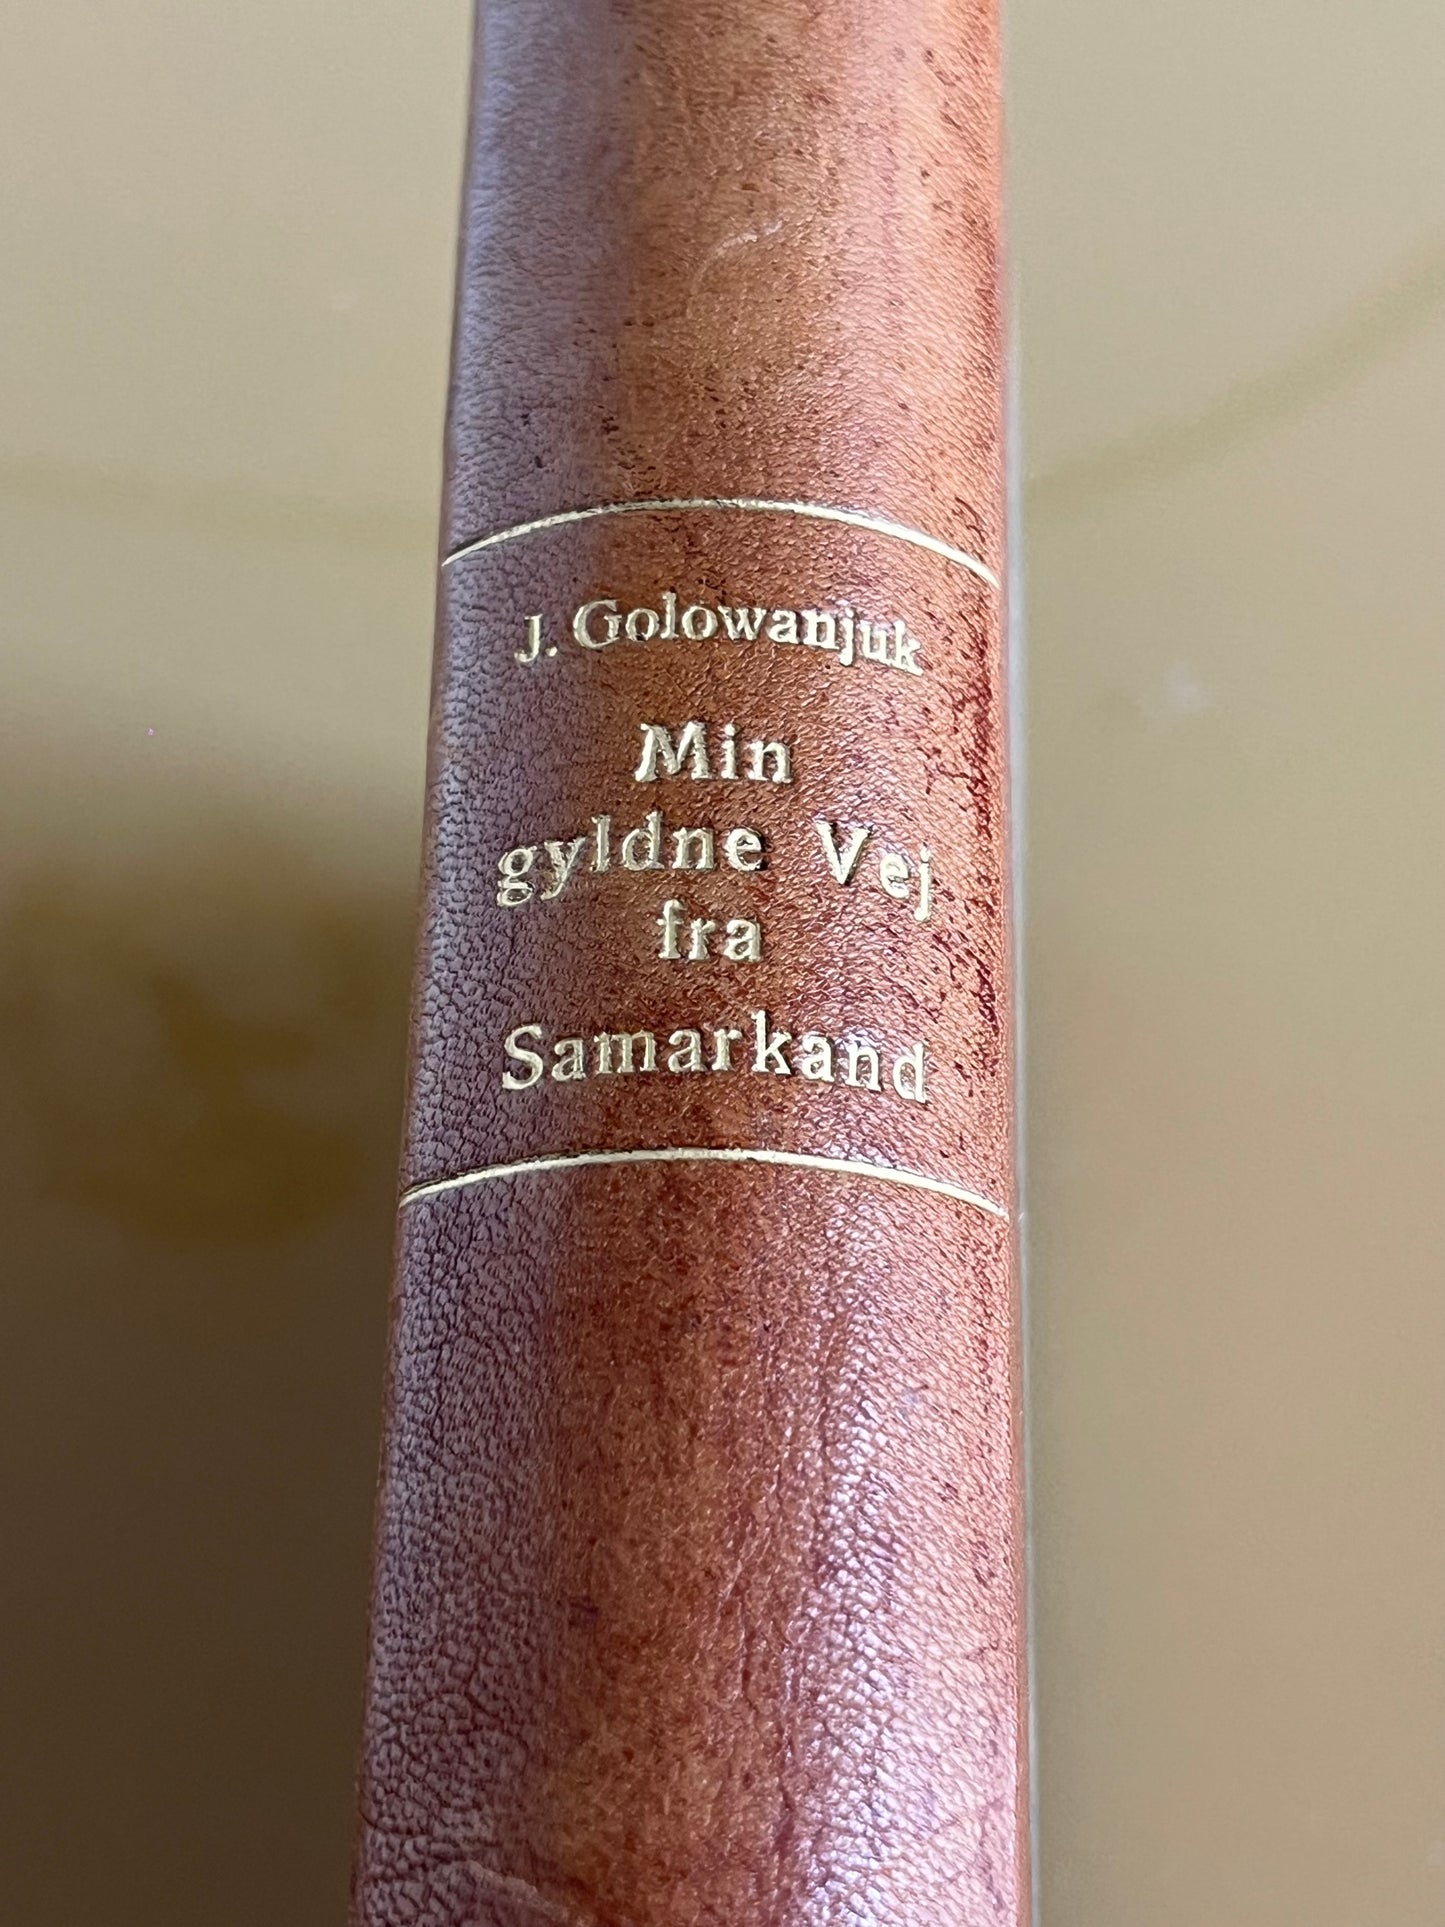 J. Golowanjuk
Min
gyldne Vej
fra
Samarkand